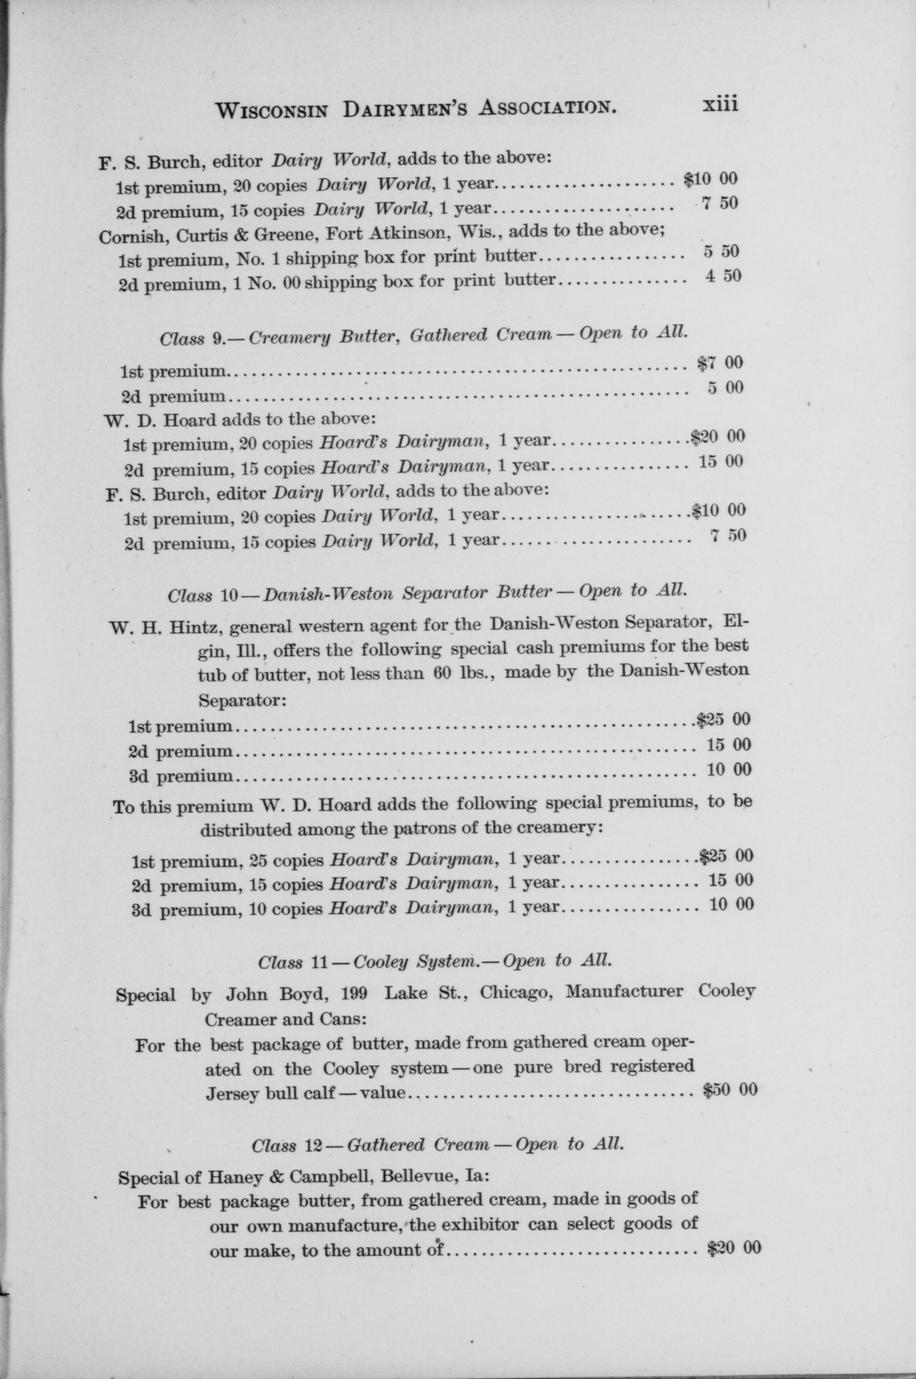 WISCONSIN DAIRYMEN'S ASSOCIATION. xiii
F. S. Burch, editor Dairy World, adds to the above:
1st premium, 20 copies Dairy World, 1 year..................... $10 00
2d premium, 15 copies Dairy World, 1 year..................... 7 50
Cornish, Curtis & Greene, Fort Atkinson, Wis., adds to the above;
1st premium, No. 1 shipping box for print butter................. 5 50
2d premium, 1 No. 00 shipping box for print butter............... 4 50
Class 9.— Creamery Butter, Gathered Cream — Open to All.
1st premium..................................................... $7 00
2d premium..................................................... 5 00
W. D. Hoard adds to the above:
1st premium, 20 copies Hoard's Dairyman, 1 year................$20 00
2d premium, 15 copies Hoard's Dairyman, 1 year................ 15 00
F. S. Burch, editor Dairy World, adds to the above:
1st premium, 20 copies Dairy World, 1 year......................$10 00
2d premium, 15 copies Dairy World, 1 year...................... 7 50
Class 10 — Danish-Weston Separator Butter — Open to All.
W. H. Hintz, general western agent for the Danish-Weston Separator, El-
gin, Ill., offers the following special cash premiums for the best
tub of butter, not less than 60 lbs., made by the Danish-Weston
Separator:
1st premium.....................................................$25 00
2d premium..................................................... 15 00
3d premium..................................................... 10 00
To this premium W. D. Hoard adds the following special premiums, to be
distributed among the patrons of the creamery:
1st premium, 25 copies Hoard's Dairyman, 1 year................$25 00
2d premium, 15 copies Hoard's Dairyman, 1 year................ 15 00
3d premium, 10 copies Hoard's Dairyman, 1 year................ 10 00
Class 11 — Cooley System.— Open to All.
Special by John Boyd, 199 Lake St., Chicago, Manufacturer Cooley
Creamer and Cans:
For the best package of butter, made from gathered cream oper-
ated on the Cooley system — one pure bred registered
Jersey bull calf — value................................. $50 00
Class 12 — Gathered Cream — Open to All.
Special of Haney & Campbell, Bellevue, Ia:
For best package butter, from gathered cream, made in goods of
our own manufacture, the exhibitor can select goods of
our make, to the amount of............................. $20 00